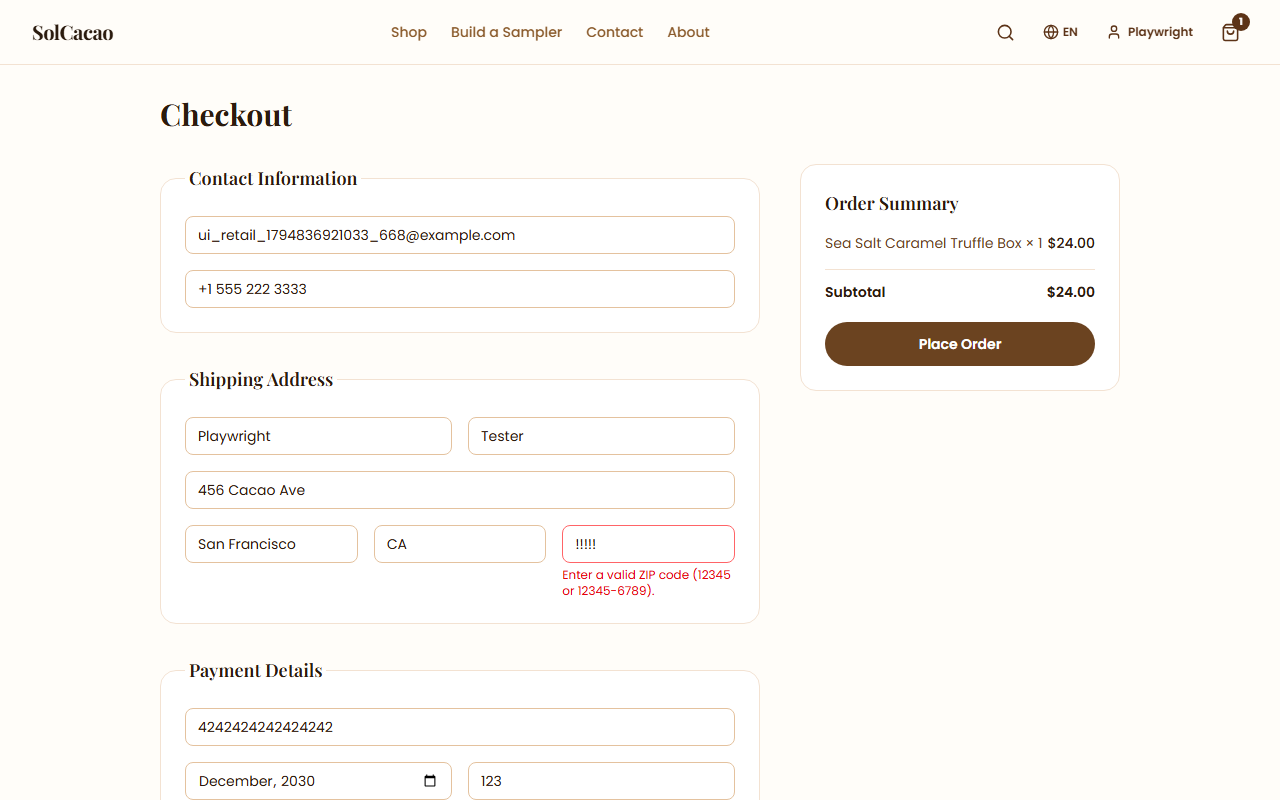 SolCacao
Shop
Build a Sampler
Contact
About
EN
Playwright
1
Checkout
Contact Information
ui_retail_1794836921033_668@example.com
+1 555 222 3333
Shipping Address
Playwright
Tester
456 Cacao Ave
San Francisco
CA
!!!!!
Enter a valid ZIP code (12345
or 12345-6789).
Payment Details
4242424242424242
December, 2030
123
Order Summary
Sea Salt Caramel Truffle Box × 1 $24.00
Subtotal $24.00
Place Order